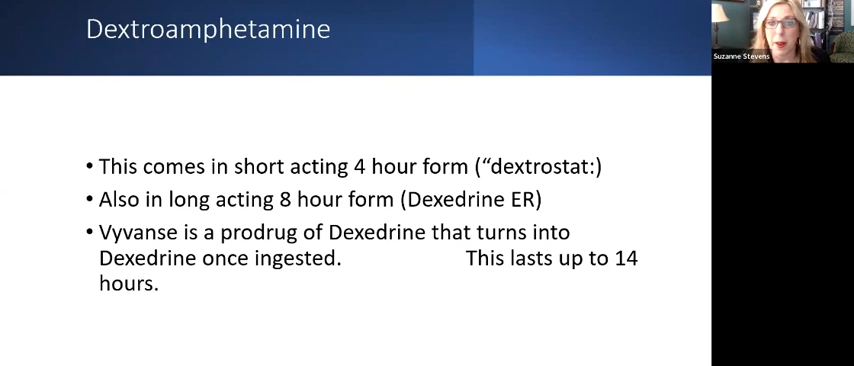 Dextroamphetamine
Suzanne Stevens
• This comes in short acting 4 hour form (“dextrostat:)
• Also in long acting 8 hour form (Dexedrine ER)
• Vyvanse is a prodrug of Dexedrine that turns into
Dexedrine once ingested. This lasts up to 14
hours.